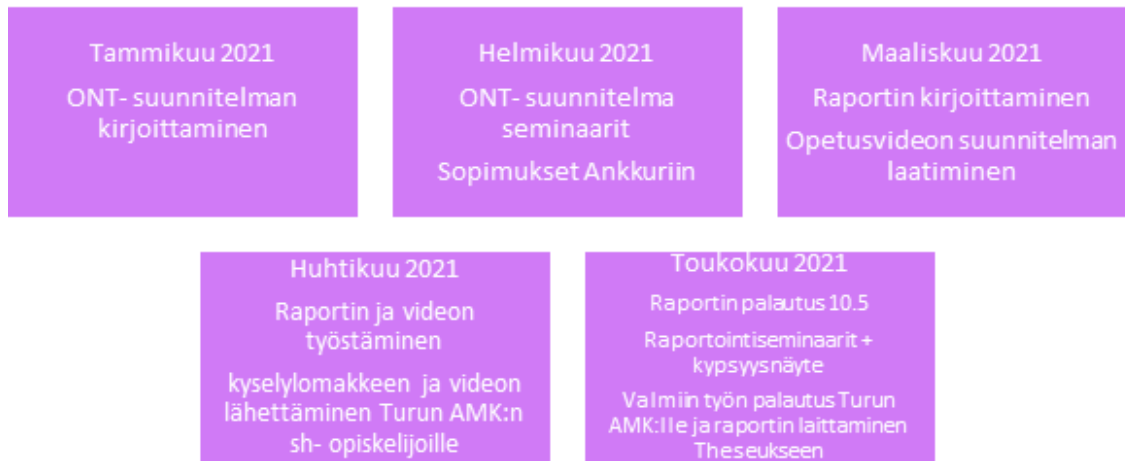 Tammikuu 2021
ONT- suunnitelman
kirjoittaminen
Helmikuu 2021
ONT- suunnitelma
seminaarit
Sopimukset Ankkuriin
Maaliskuu 2021
Raportin kirjoittaminen
Opetusvideon suunnitelman
laatiminen
Huhtikuu 2021
Raportin ja videon
työstäminen
kyselylomakkeen ja videon
lähettäminen Turun AMK:n
sh- opiskelijoille
Toukokuu 2021
Raportin palautus 10.5
Raportointiseminaarit +
kypsyysnäyte
Valmiin työn palautus Turun
AMK:lle ja raportin laittaminen
Theseukseen